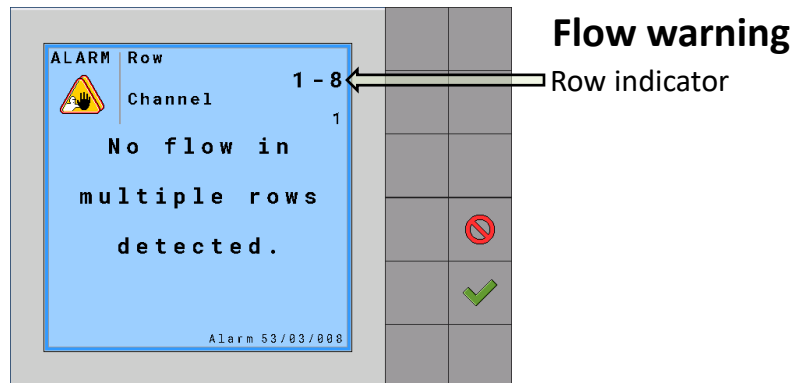 Flow warning
ALARM Row
1 - 8
Row indicator
Channel
1
No flow in
multiple rows
detected.
Alarm 53/03/008